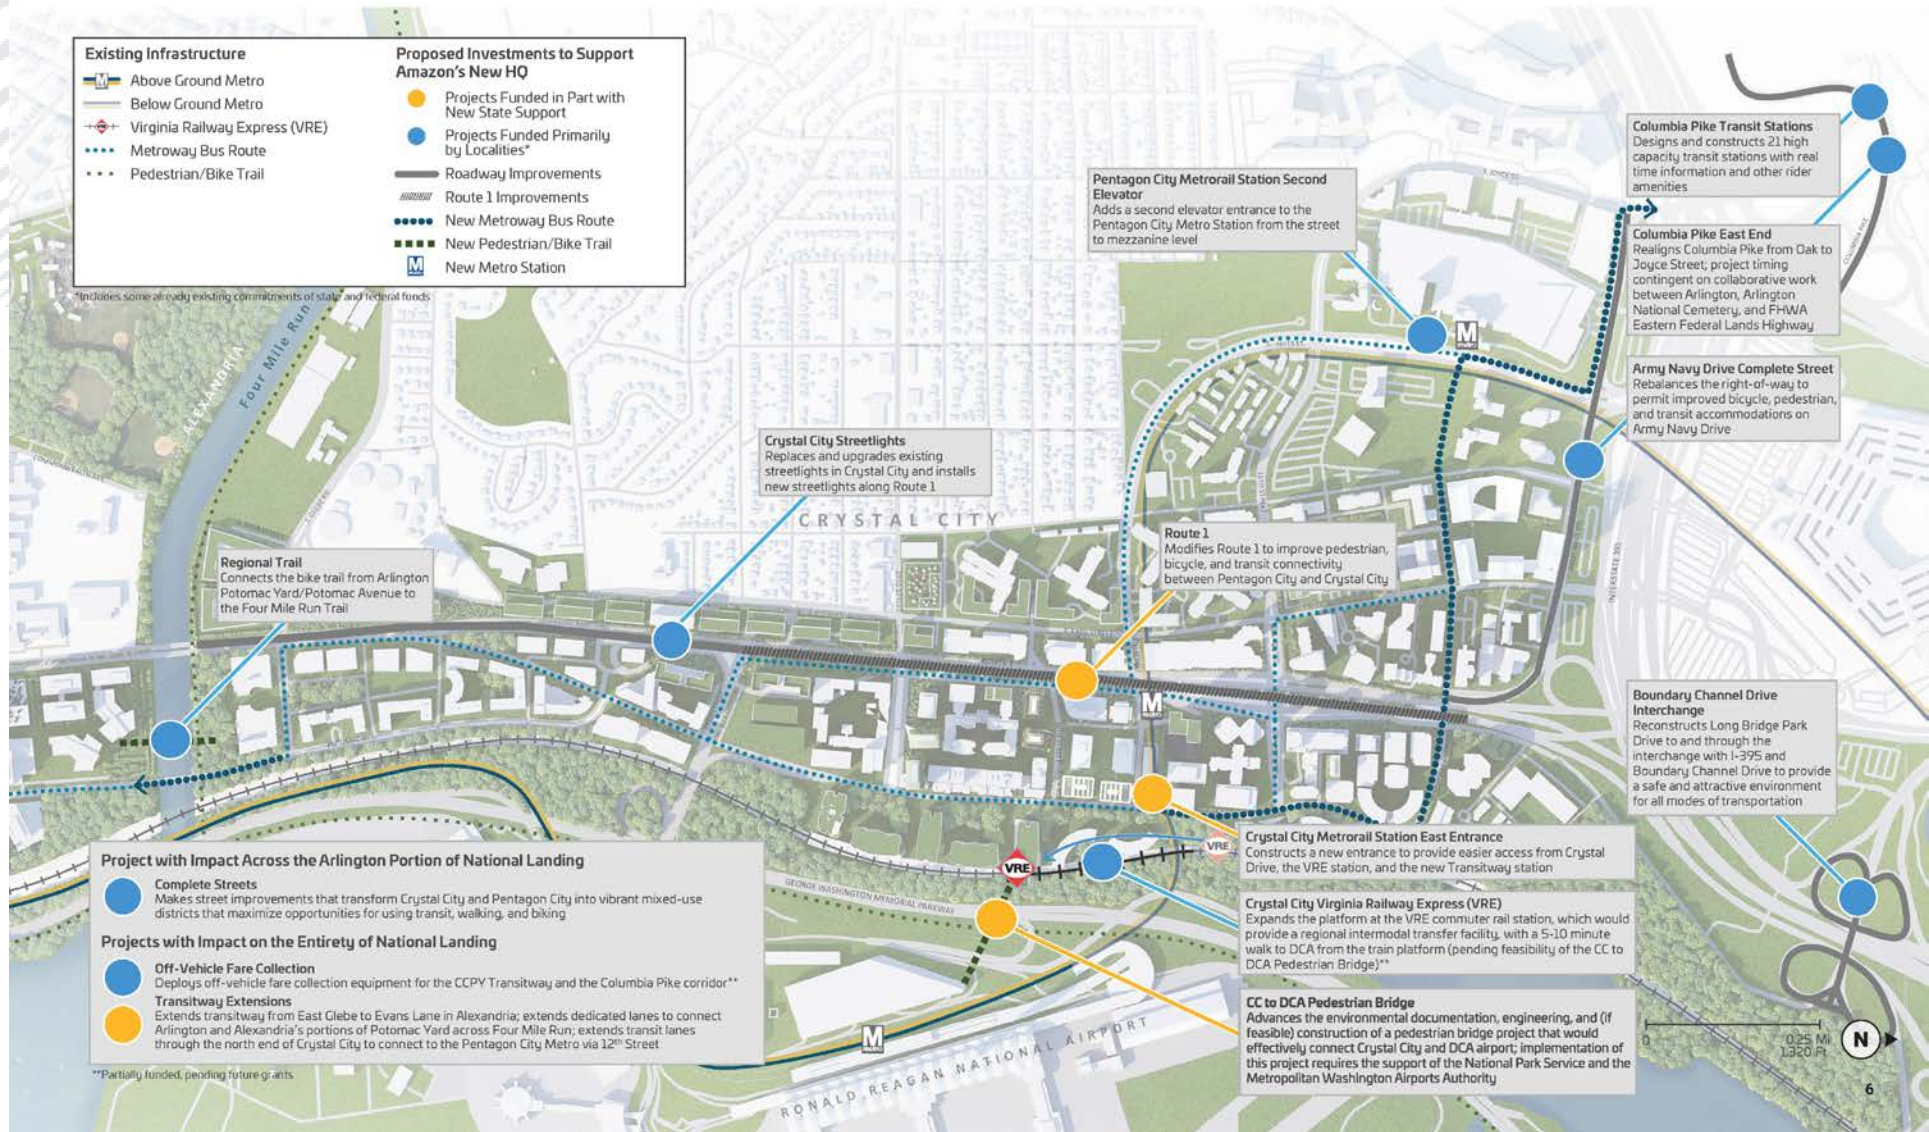 Existing Infrastructure
Above Ground Metro
Below Ground Metro
Virginia Railway Express (VRE)
Metroway Bus Route
Pedestrian/Bike Trail
Proposed Investments to Support
Amazon's New HQ
Projects Funded in Part with
New State Support
Projects Funded Primarily
by Localities*
Roadway Improvements
Route 1 Improvements
New Metroway Bus Route
New Pedestrian/Bike Trail
New Metro Station
*Includes some already existing commitments of state and federal funds
Four Mile Run
ALEXANDRIA
Columbia Pike Transit Stations
Designs and constructs 21 high
capacity transit stations with real
time information and other rider
amenities
Pentagon City Metrorail Station Second
Elevator
Adds a second elevator entrance to the
Pentagon City Metro Station from the street
to mezzanine level
Columbia Pike East End
Realigns Columbia Pike from Oak to
Joyce Street; project timing
contingent on collaborative work
between Arlington, Arlington
National Cemetery, and FHWA
Eastern Federal Lands Highway
COLUMBIA PIKE
M
Army Navy Drive Complete Street
Rebalances the right-of-way to
permit improved bicycle, pedestrian,
and transit accommodations on
Army Navy Drive
Crystal City Streetlights
Replaces and upgrades existing
streetlights in Crystal City and installs
new streetlights along Route 1
CRYSTAL CITY
Route 1
Modifies Route 1 to improve pedestrian,
bicycle, and transit connectivity
between Pentagon City and Crystal City
INTERSTATE 395
Regional Trail
Connects the bike trail from Arlington
Potomac Yard/Potomac Avenue to
the Four Mile Run Trail
M
Boundary Channel Drive
Interchange
Reconstructs Long Bridge Park
Drive to and through the
interchange with I-395 and
Boundary Channel Drive to provide
a safe and attractive environment
for all modes of transportation
Crystal City Metrorail Station East Entrance
Constructs a new entrance to provide easier access from Crystal
Drive, the VRE station, and the new Transitway station
VRE
VRE
GEORGE WASHINGTON MEMORIAL PARKWAY
Crystal City Virginia Railway Express (VRE)
Expands the platform at the VRE commuter rail station, which would
provide a regional intermodal transfer facility, with a 5-10 minute
walk to DCA from the train platform (pending feasibility of the CC to
DCA Pedestrian Bridge)**
CC to DCA Pedestrian Bridge
Advances the environmental documentation, engineering, and (if
feasible) construction of a pedestrian bridge project that would
effectively connect Crystal City and DCA airport; implementation of
this project requires the support of the National Park Service and the
Metropolitan Washington Airports Authority
Project with Impact Across the Arlington Portion of National Landing
Complete Streets
Makes street improvements that transform Crystal City and Pentagon City into vibrant mixed-use
districts that maximize opportunities for using transit, walking, and biking
Projects with Impact on the Entirety of National Landing
Off-Vehicle Fare Collection
Deploys off-vehicle fare collection equipment for the CCPY Transitway and the Columbia Pike corridor**
Transitway Extensions
Extends transitway from East Glebe to Evans Lane in Alexandria; extends dedicated lanes to connect
Arlington and Alexandria's portions of Potomac Yard across Four Mile Run; extends transit lanes
through the north end of Crystal City to connect to the Pentagon City Metro via 12th Street
**Partially funded, pending future grants
M
RONALD REAGAN NATIONAL AIRPORT
0
0.25 Mi
1,320 Ft
N
6